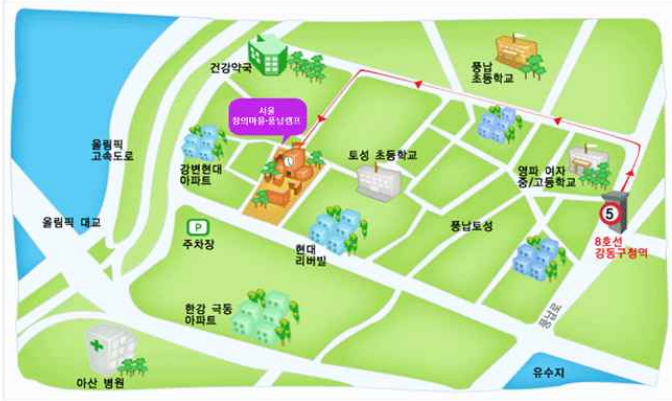 건강약국
풍납
초등학교
서울
창의마을·풍납캠프
올림픽
고속도로
강변현대
아파트
토성 초등학교
영파 여자
중/고등학교
5
8호선
강동구청역
올림픽 대교
P
주차장
현대
리버빌
풍납토성
한강 극동
아파트
풍납로
아산 병원
유수지